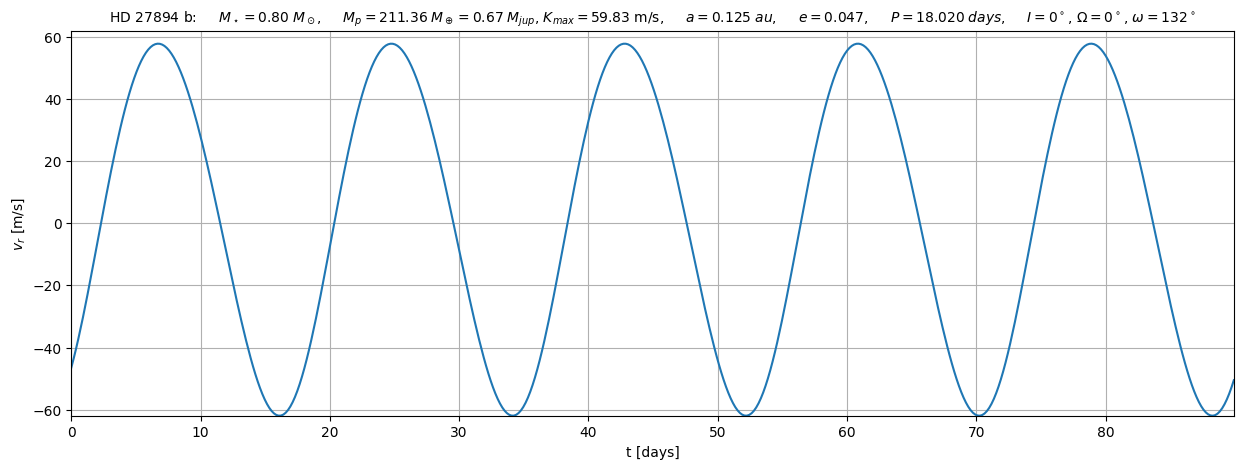 HD 27894 b: M⋆ = 0.80 M⊙, Mp = 211.36 M⊕ = 0.67 Mjup, Kmax = 59.83 m/s, a = 0.125 au, e = 0.047, P = 18.020 days, I = 0°, Ω = 0°, ω = 132°
60
40
20
0
−20
−40
−60
vr [m/s]
0 10 20 30 40 50 60 70 80
t [days]